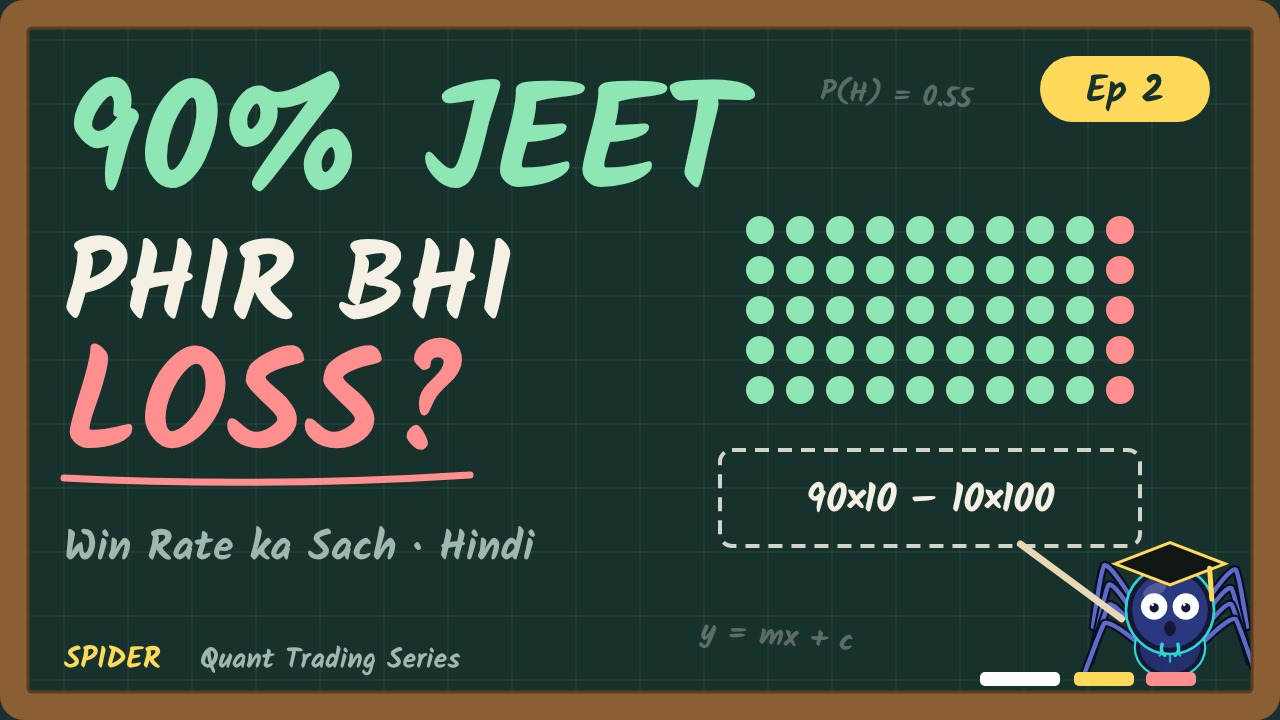 90% JEET
P(H) = 0.55
Ep 2
PHIR BHI
LOSS?
90x10 – 10x100
Win Rate ka Sach · Hindi
y = mx + c
SPIDER
Quant Trading Series